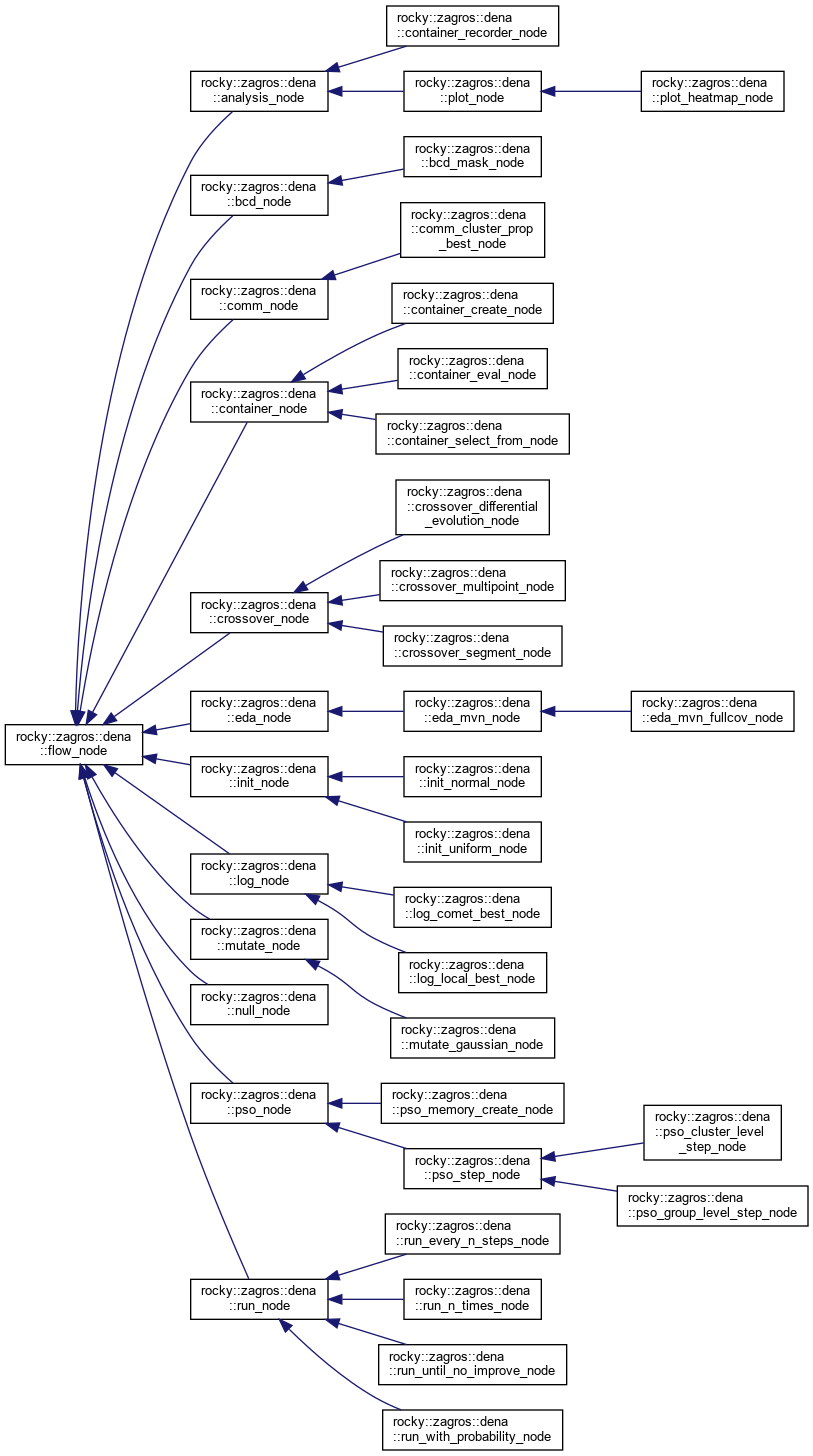 rocky::zagros::dena
::container_recorder_node
rocky::zagros::dena
::analysis_node
rocky::zagros::dena
::plot_node
rocky::zagros::dena
::plot_heatmap_node
rocky::zagros::dena
::bcd_mask_node
rocky::zagros::dena
::bcd_node
rocky::zagros::dena
::comm_cluster_prop
_best_node
rocky::zagros::dena
::comm_node
rocky::zagros::dena
::container_create_node
rocky::zagros::dena
::container_eval_node
rocky::zagros::dena
::container_node
rocky::zagros::dena
::container_select_from_node
rocky::zagros::dena
::crossover_differential
_evolution_node
rocky::zagros::dena
::crossover_multipoint_node
rocky::zagros::dena
::crossover_node
rocky::zagros::dena
::crossover_segment_node
rocky::zagros::dena
::eda_node
rocky::zagros::dena
::eda_mvn_node
rocky::zagros::dena
::eda_mvn_fullcov_node
rocky::zagros::dena
::flow_node
rocky::zagros::dena
::init_node
rocky::zagros::dena
::init_normal_node
rocky::zagros::dena
::init_uniform_node
rocky::zagros::dena
::log_node
rocky::zagros::dena
::log_comet_best_node
rocky::zagros::dena
::mutate_node
rocky::zagros::dena
::log_local_best_node
rocky::zagros::dena
::null_node
rocky::zagros::dena
::mutate_gaussian_node
rocky::zagros::dena
::pso_node
rocky::zagros::dena
::pso_memory_create_node
rocky::zagros::dena
::pso_cluster_level
_step_node
rocky::zagros::dena
::pso_step_node
rocky::zagros::dena
::pso_group_level_step_node
rocky::zagros::dena
::run_every_n_steps_node
rocky::zagros::dena
::run_node
rocky::zagros::dena
::run_n_times_node
rocky::zagros::dena
::run_until_no_improve_node
rocky::zagros::dena
::run_with_probability_node